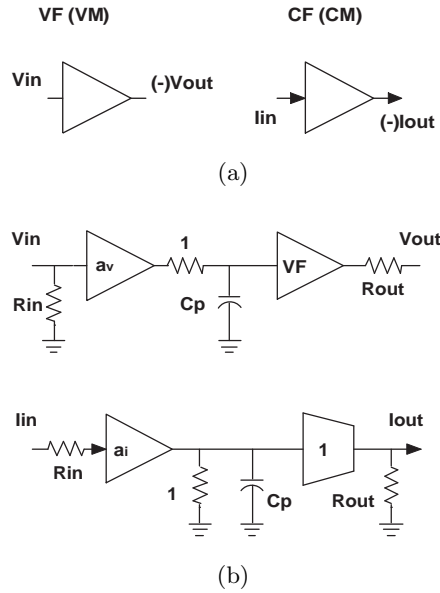 VF (VM) CF (CM)
Vin (-)Vout Iin (-)Iout
(a)
Vin av 1 Cp VF Vout
Rin Rout
Iin ai 1 Iout
Rin 1 Cp Rout
(b)